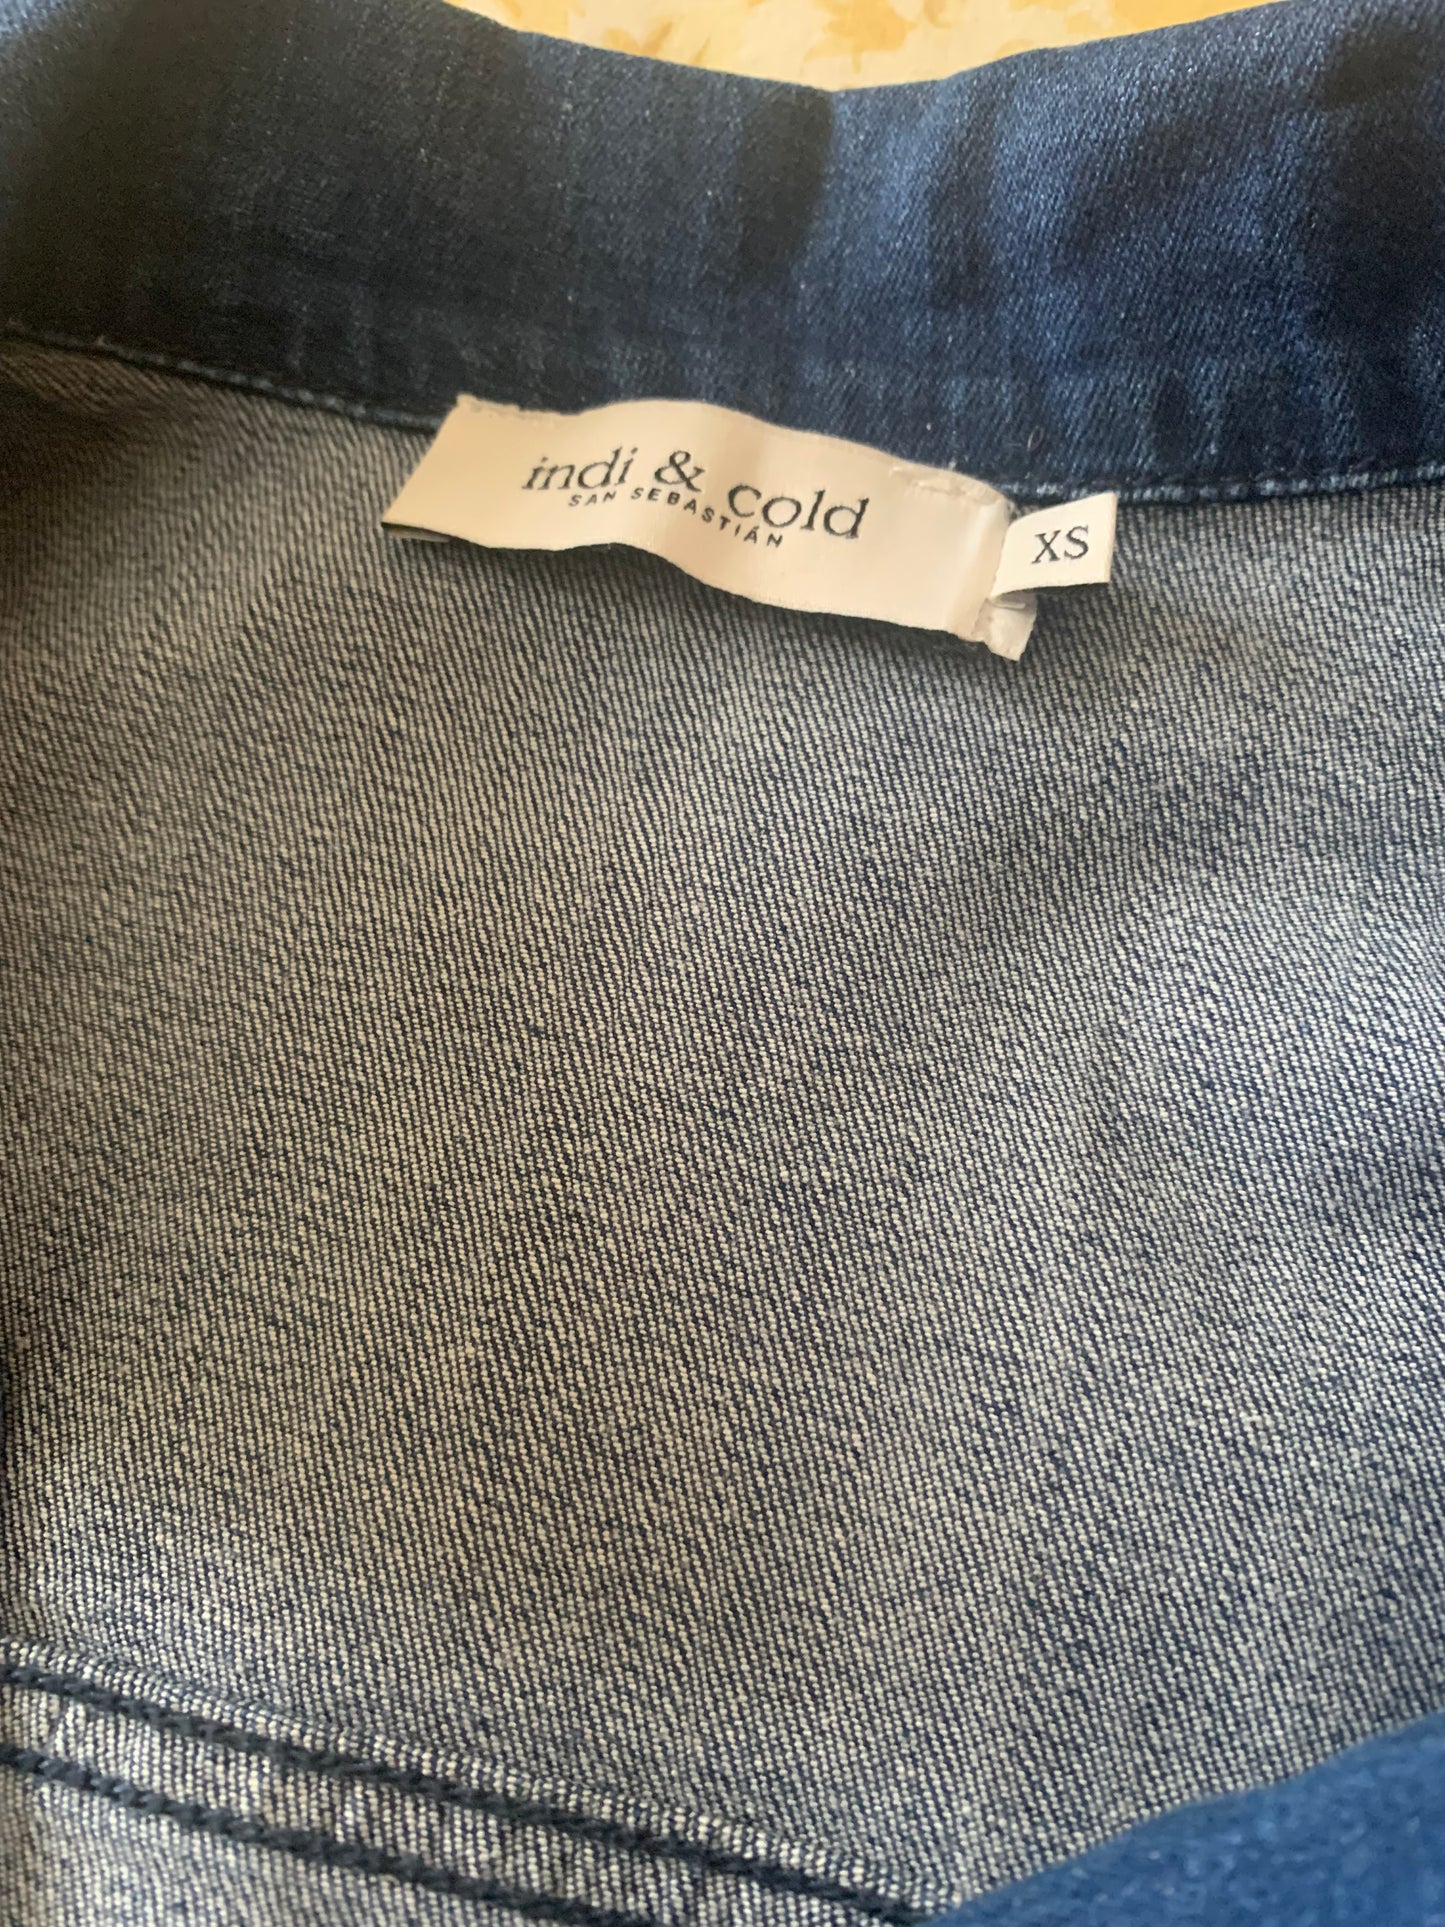 indi & cold
SAN SEBASTIÁN
XS